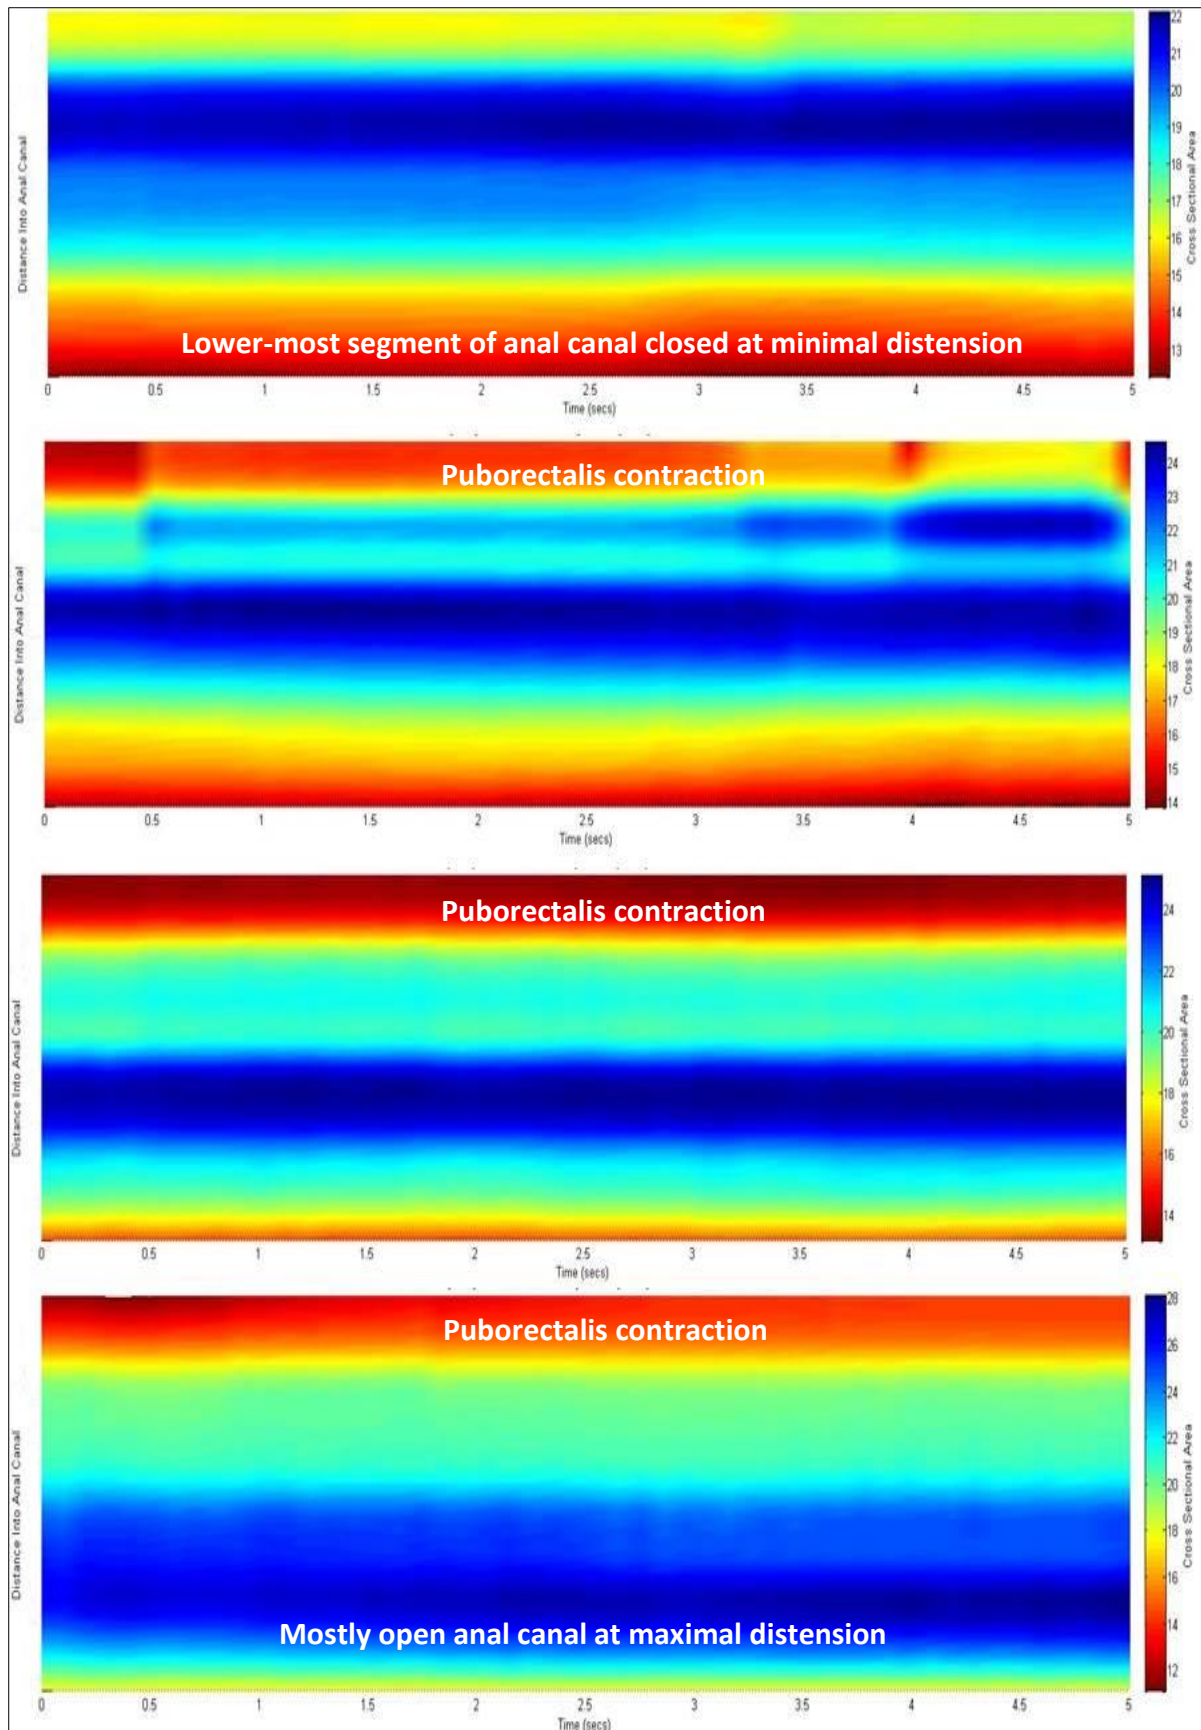 22
21
20
19
18
17
16
15
14
13
Cross Sectional Area
Distance Into Anal Canal
Lower-most segment of anal canal closed at minimal distension
0 0.5 1 1.5 2 2.5 3 3.5 4 4.5 5
Time (secs)
24
23
22
21
20
19
18
17
16
15
14
Cross Sectional Area
Distance Into Anal Canal
Puborectalis contraction
0 0.5 1 1.5 2 2.5 3 3.5 4 4.5 5
Time (secs)
24
22
20
18
16
14
Cross Sectional Area
Distance Into Anal Canal
Puborectalis contraction
0 0.5 1 1.5 2 2.5 3 3.5 4 4.5 5
Time (secs)
28
26
24
22
20
18
16
14
12
Cross Sectional Area
Distance Into Anal Canal
Puborectalis contraction
Mostly open anal canal at maximal distension
0 0.5 1 1.5 2 2.5 3 3.5 4 4.5 5
Time (secs)